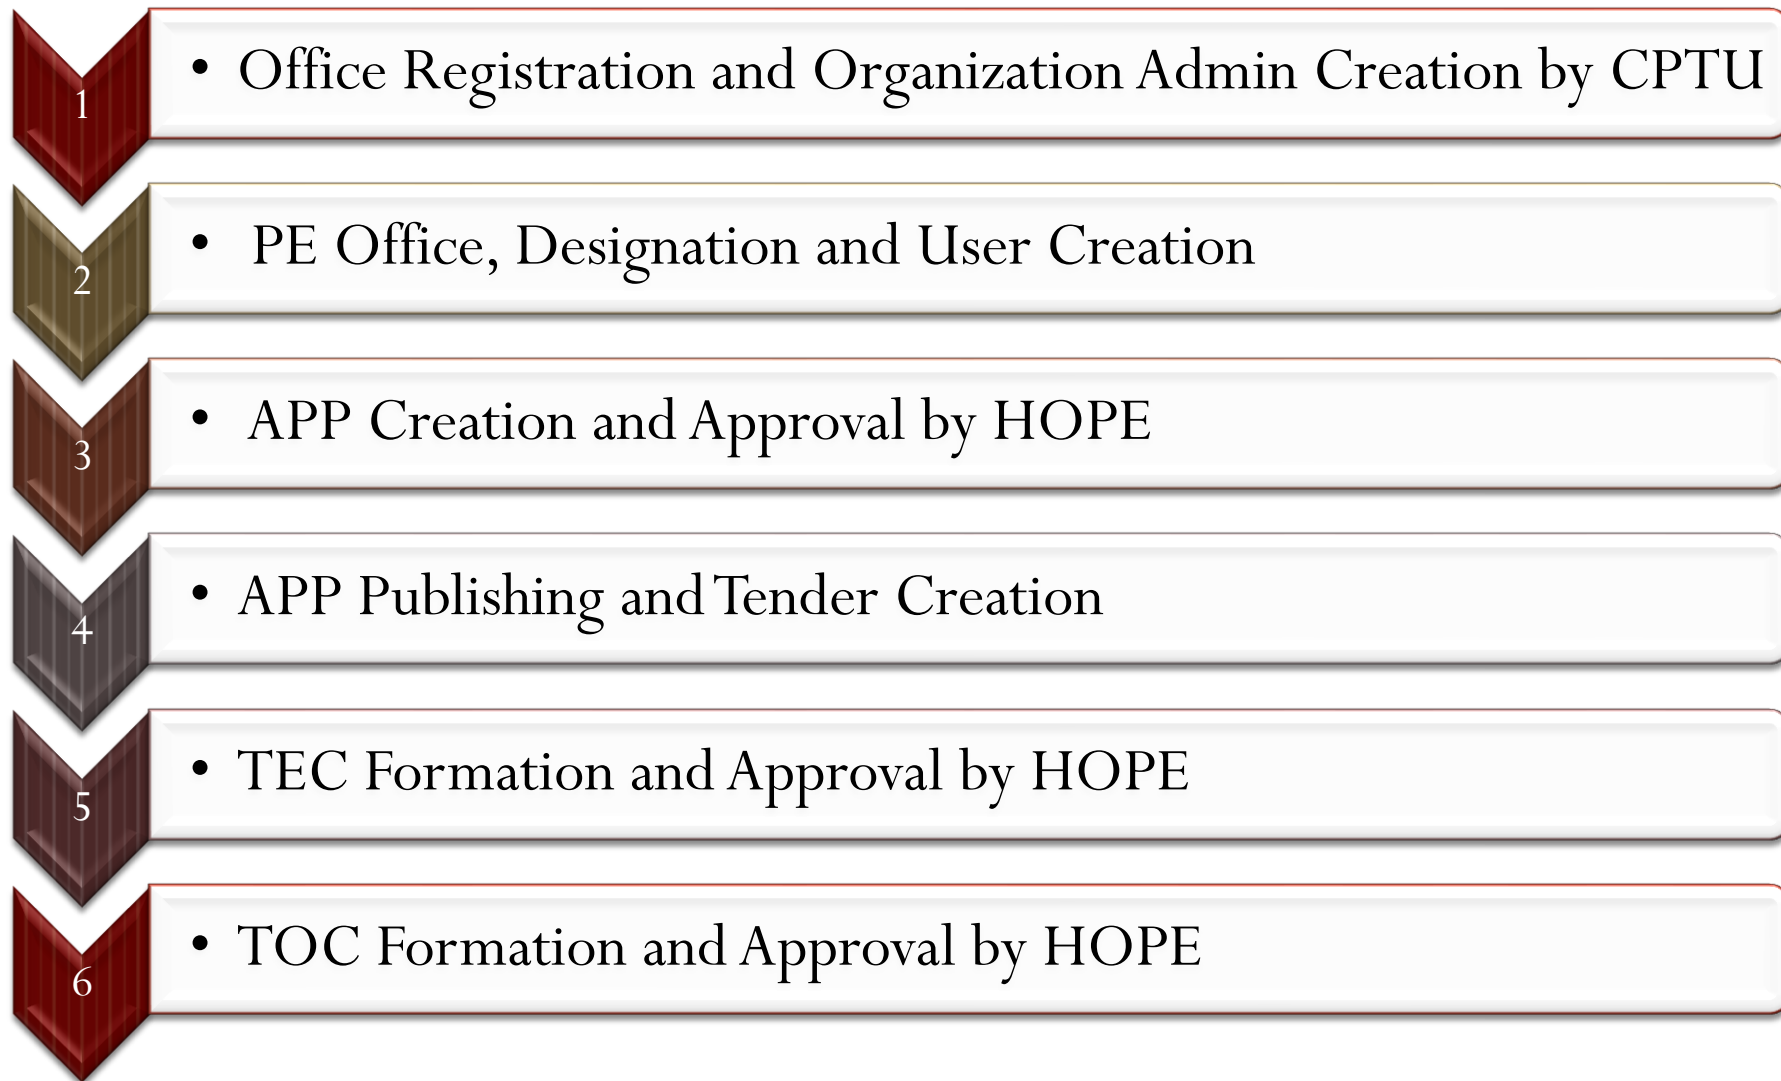 1
• Office Registration and Organization Admin Creation by CPTU
2
• PE Office, Designation and User Creation
3
• APP Creation and Approval by HOPE
4
• APP Publishing and Tender Creation
5
• TEC Formation and Approval by HOPE
6
• TOC Formation and Approval by HOPE